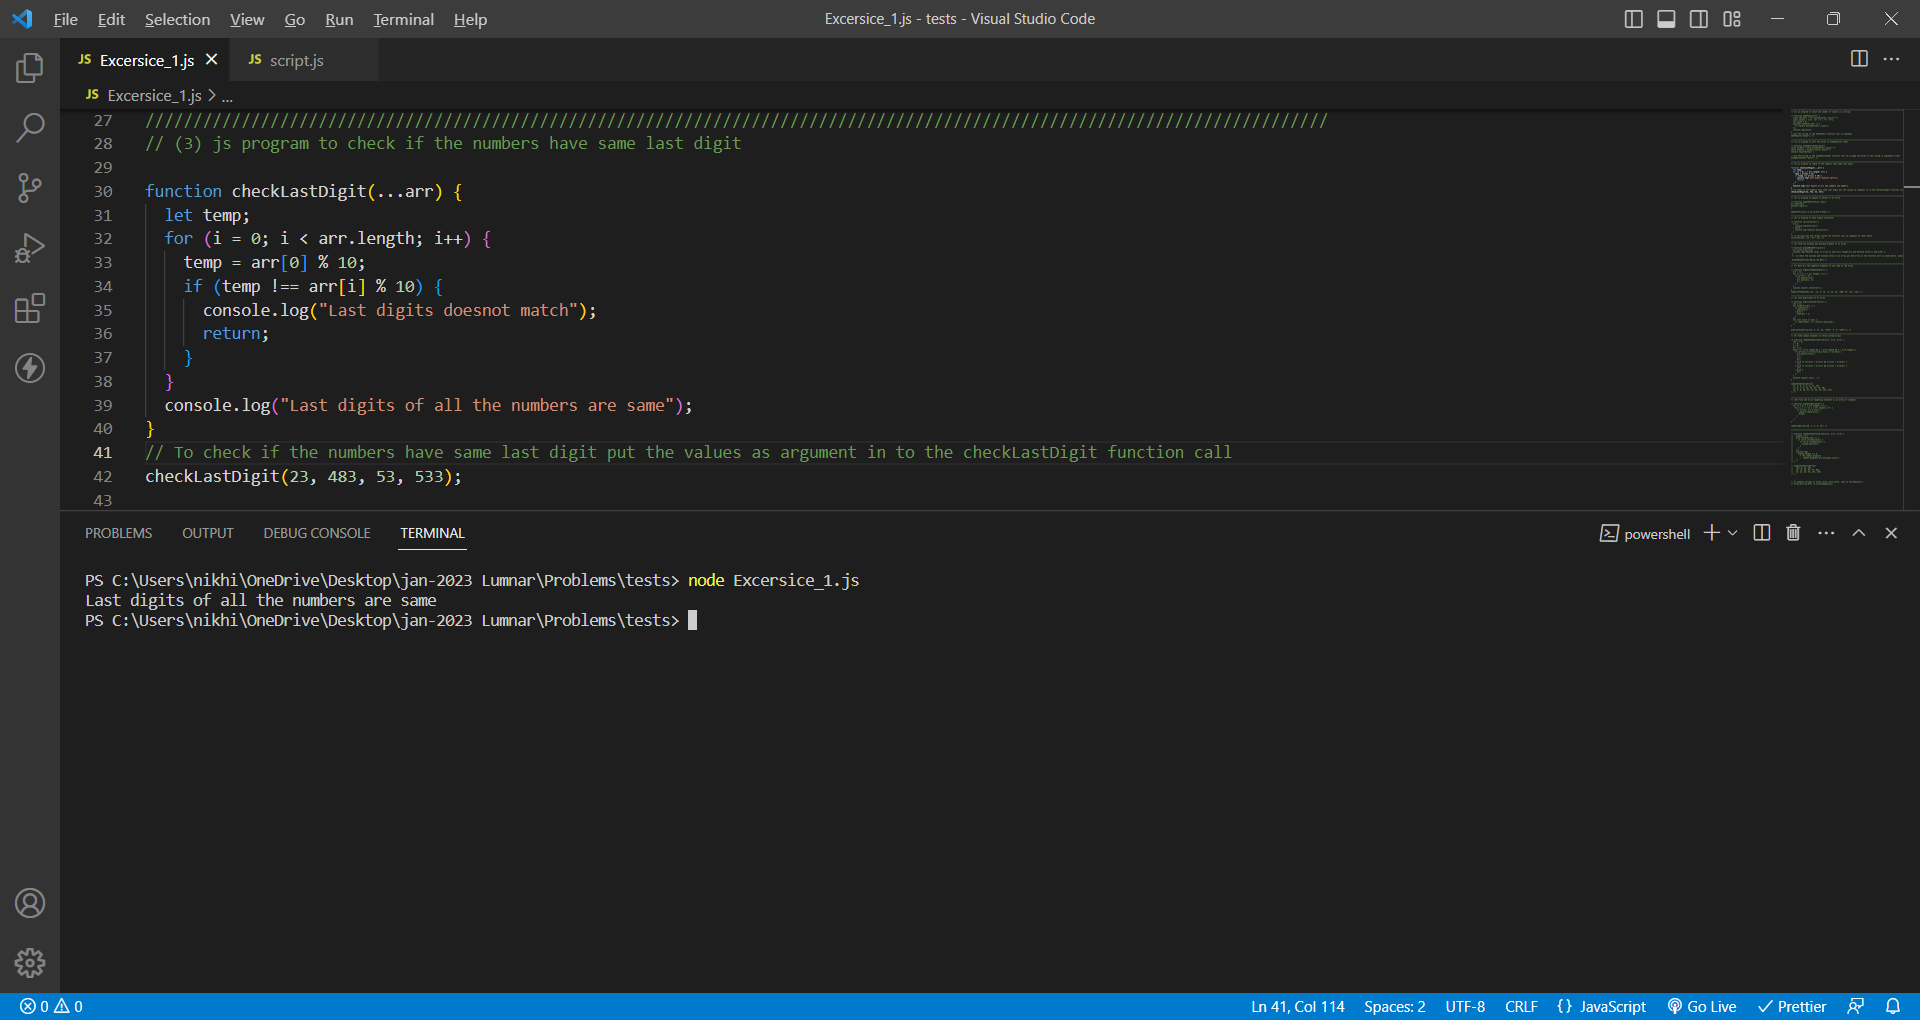 File Edit Selection View Go Run Terminal Help Excersice_1.js - tests - Visual Studio Code
JS Excersice_1.js JS script.js
JS Excersice_1.js > ...
27 ///////////////////////////////////////////////////////////////////////////////////////////////////////////////////////////
28 // (3) js program to check if the numbers have same last digit
29
30 function checkLastDigit(...arr) {
31 let temp;
32 for (i = 0; i < arr.length; i++) {
33 temp = arr[0] % 10;
34 if (temp !== arr[i] % 10) {
35 console.log("Last digits doesnot match");
36 return;
37 }
38 }
39 console.log("Last digits of all the numbers are same");
40 }
41 // To check if the numbers have same last digit put the values as argument in to the checkLastDigit function call
42 checkLastDigit(23, 483, 53, 533);
43
PROBLEMS OUTPUT DEBUG CONSOLE TERMINAL powershell
PS C:\Users\nikhi\OneDrive\Desktop\jan-2023 Lumnar\Problems\tests> node Excersice_1.js
Last digits of all the numbers are same
PS C:\Users\nikhi\OneDrive\Desktop\jan-2023 Lumnar\Problems\tests>
0 0 Ln 41, Col 114 Spaces: 2 UTF-8 CRLF {} JavaScript Go Live Prettier